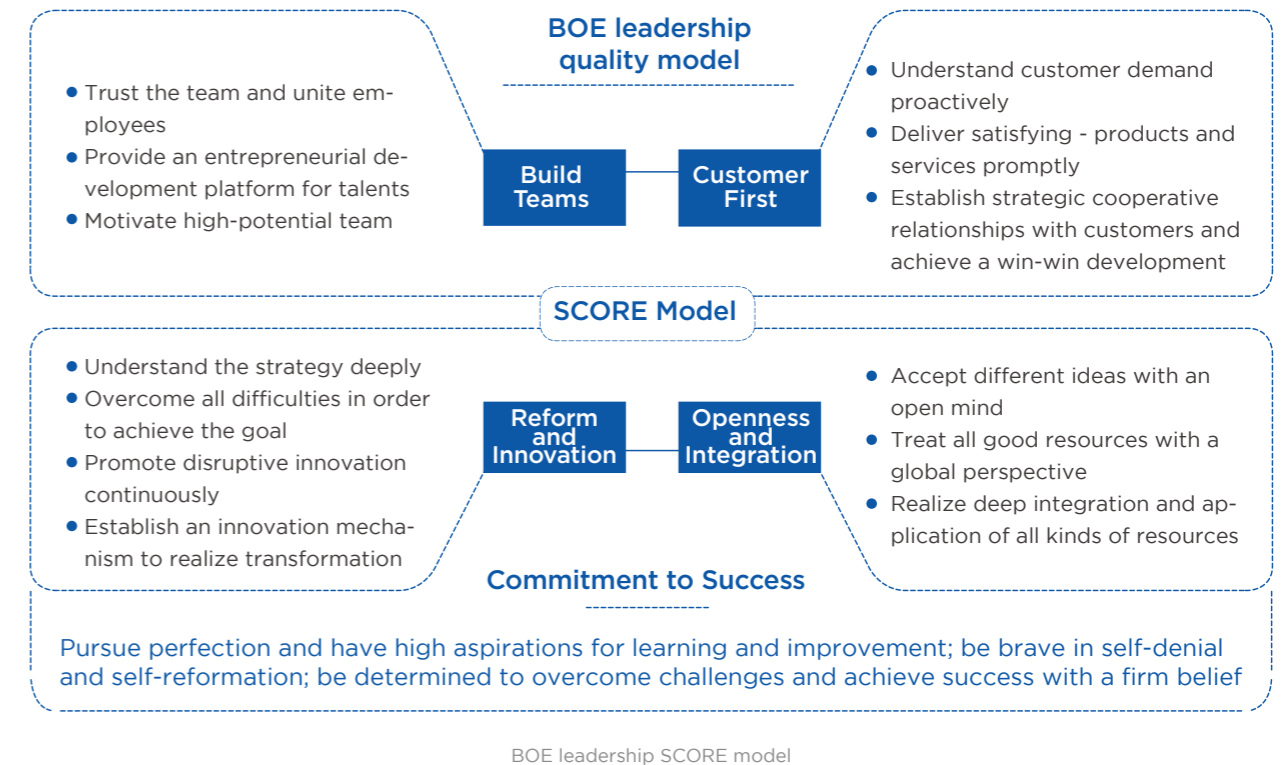 BOE leadership
quality model
● Trust the team and unite em-
ployees
● Provide an entrepreneurial de-
velopment platform for talents
● Motivate high-potential team
Build
Teams
Customer
First
● Understand customer demand
proactively
● Deliver satisfying - products and
services promptly
● Establish strategic cooperative
relationships with customers and
achieve a win-win development
SCORE Model
● Understand the strategy deeply
● Overcome all difficulties in order
to achieve the goal
● Promote disruptive innovation
continuously
● Establish an innovation mecha-
nism to realize transformation
Reform
and
Innovation
Openness
and
Integration
● Accept different ideas with an
open mind
● Treat all good resources with a
global perspective
● Realize deep integration and ap-
plication of all kinds of resources
Commitment to Success
Pursue perfection and have high aspirations for learning and improvement; be brave in self-denial
and self-reformation; be determined to overcome challenges and achieve success with a firm belief
BOE leadership SCORE model